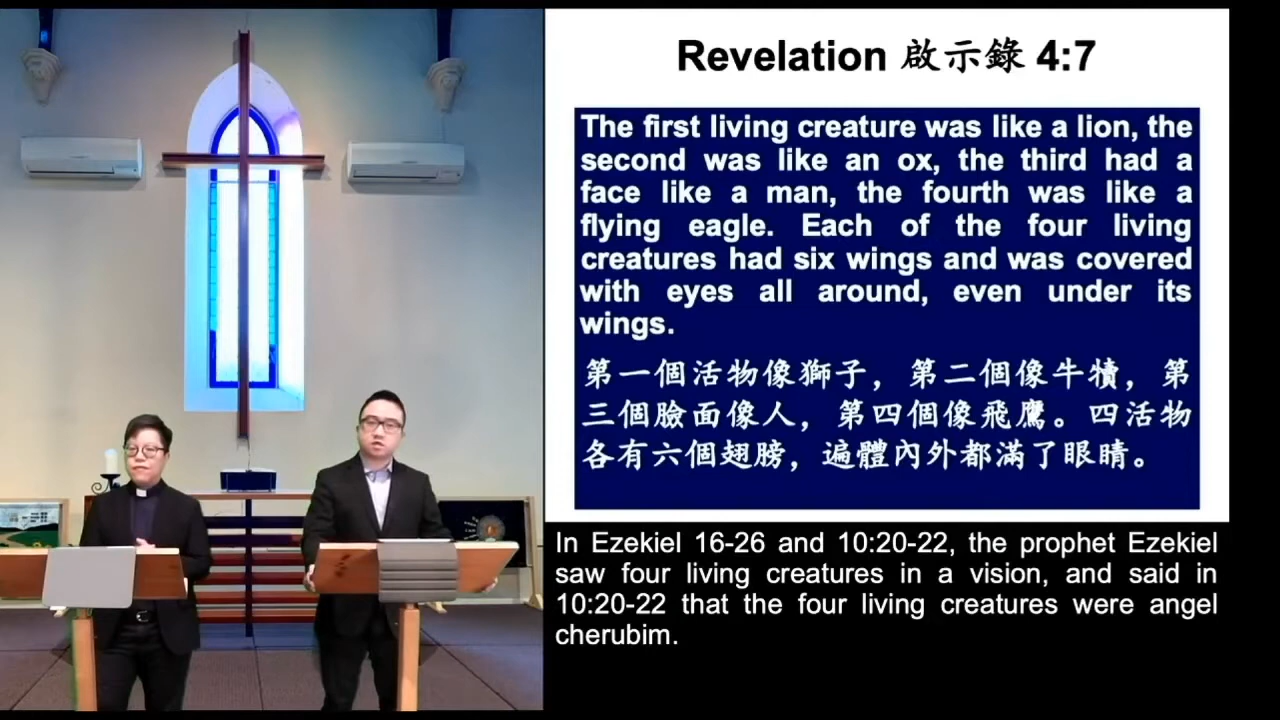 Revelation 啟示錄 4:7
The first living creature was like a lion, the
second was like an ox, the third had a
face like a man, the fourth was like a
flying eagle. Each of the four living
creatures had six wings and was covered
with eyes all around, even under its
wings.
第一個活物像獅子，第二個像牛犢，第
三個臉面像人，第四個像飛鷹。四活物
各有六個翅膀，遍體內外都滿了眼睛。
In Ezekiel 16-26 and 10:20-22, the prophet Ezekiel
saw four living creatures in a vision, and said in
10:20-22 that the four living creatures were angel
cherubim.